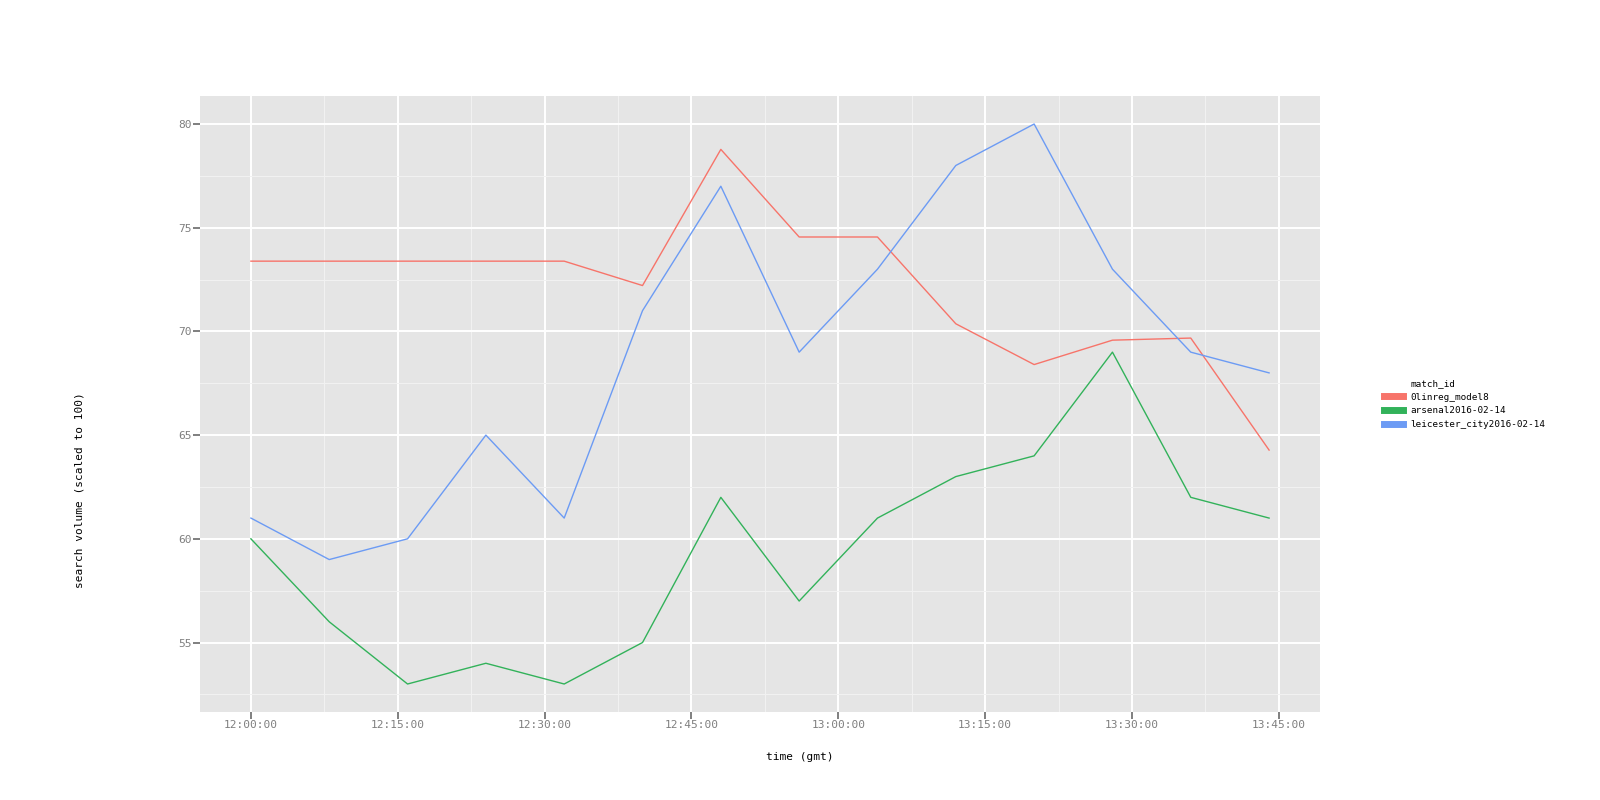 80
75
70
65
60
55
search volume (scaled to 100)
12:00:00 12:15:00 12:30:00 12:45:00 13:00:00 13:15:00 13:30:00 13:45:00
time (gmt)
match_id
0linreg_model8
arsenal2016-02-14
leicester_city2016-02-14